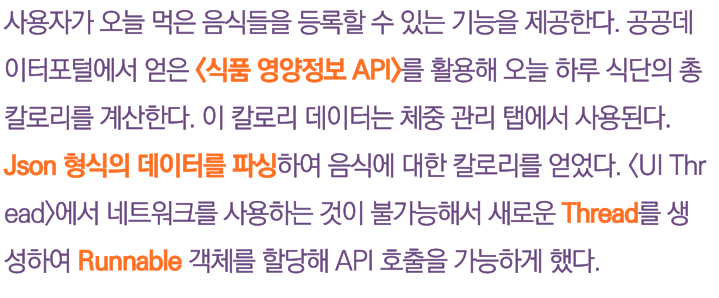 사용자가 오늘 먹은 음식들을 등록할 수 있는 기능을 제공한다. 공공데
이터포털에서 얻은 <식품 영양정보 API>를 활용해 오늘 하루 식단의 총
칼로리를 계산한다. 이 칼로리 데이터는 체중 관리 탭에서 사용된다.
Json 형식의 데이터를 파싱하여 음식에 대한 칼로리를 얻었다. <UI Thr
ead>에서 네트워크를 사용하는 것이 불가능해서 새로운 Thread를 생
성하여 Runnable 객체를 할당해 API 호출을 가능하게 했다.